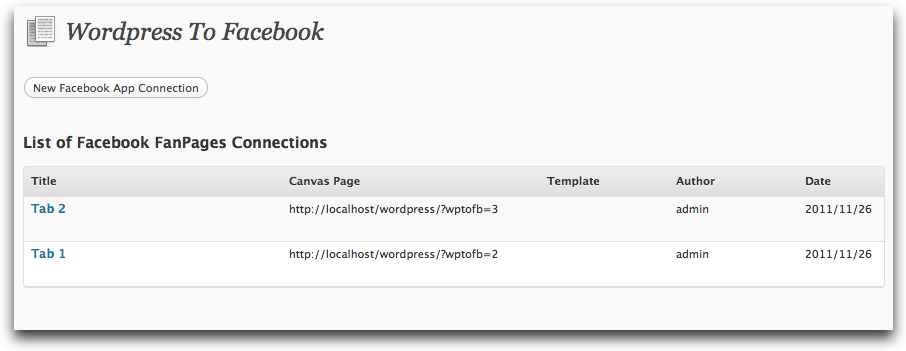 Wordpress To Facebook
New Facebook App Connection
List of Facebook FanPages Connections
Title Canvas Page Template Author Date
Tab 2 http://localhost/wordpress/?wptofb=3 admin 2011/11/26
Tab 1 http://localhost/wordpress/?wptofb=2 admin 2011/11/26